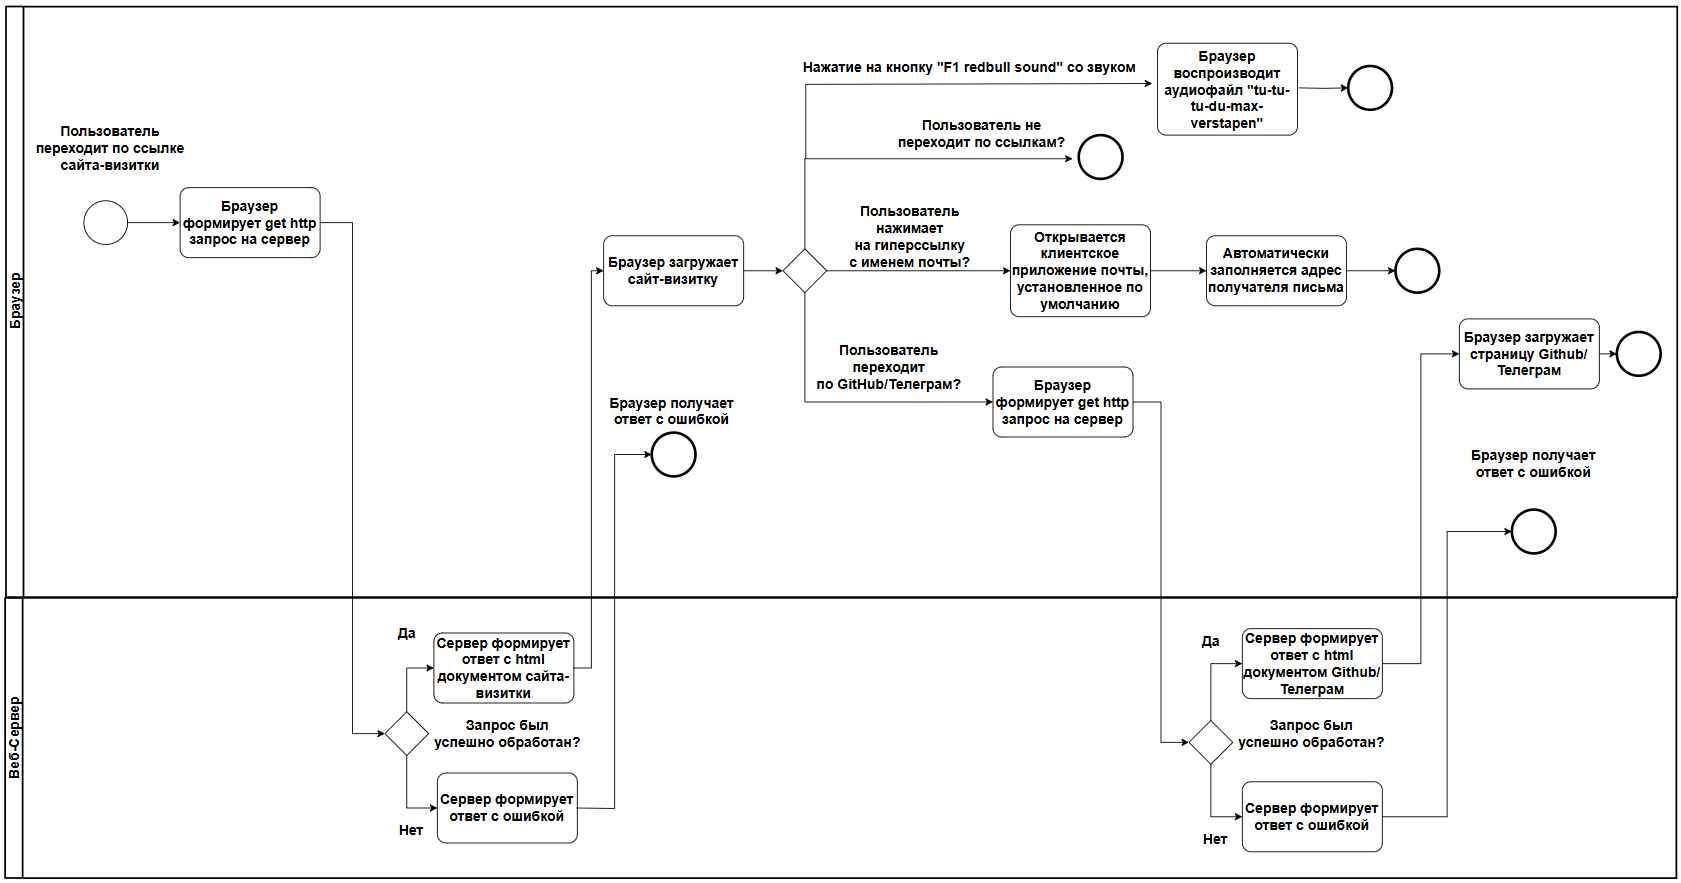 Нажатие на кнопку "F1 redbull sound" со звуком
Браузер
воспроизводит
аудиофайл "tu-tu-
tu-du-max-
verstapen"
Пользователь не
переходит по ссылкам?
Пользователь
переходит по ссылке
сайта-визитки
Браузер
формирует get http
запрос на сервер
Браузер загружает
сайт-визитку
Пользователь
нажимает
на гиперссылку
с именем почты?
Открывается
клиентское
приложение почты,
установленное по
умолчанию
Автоматически
заполняется адрес
получателя письма
Браузер
Пользователь
переходит
по GitHub/Телеграм?
Браузер
формирует get http
запрос на сервер
Браузер загружает
страницу Github/
Телеграм
Браузер получает
ответ с ошибкой
Браузер получает
ответ с ошибкой
Веб-Сервер
Да
Сервер формирует
ответ с html
документом сайта-
визитки
Запрос был
успешно обработан?
Нет
Сервер формирует
ответ с ошибкой
Да
Сервер формирует
ответ с html
документом Github/
Телеграм
Запрос был
успешно обработан?
Нет
Сервер формирует
ответ с ошибкой